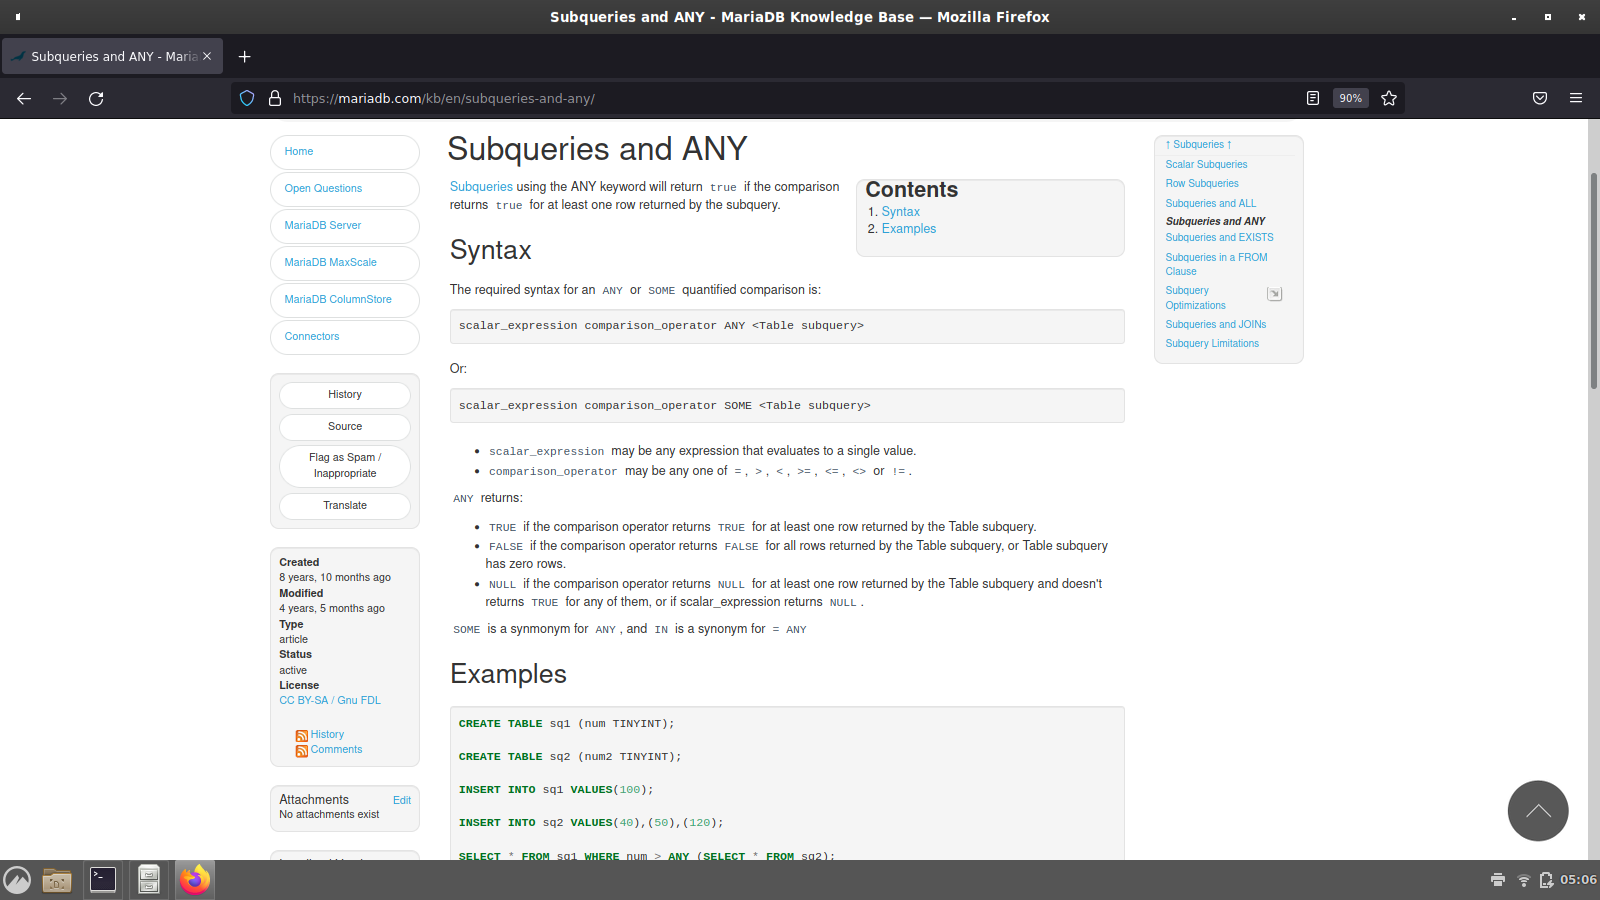 Subqueries and ANY - MariaDB Knowledge Base — Mozilla Firefox
Subqueries and ANY - Maria
https://mariadb.com/kb/en/subqueries-and-any/
90%
Home
Open Questions
MariaDB Server
MariaDB MaxScale
MariaDB ColumnStore
Connectors
History
Source
Flag as Spam /
Inappropriate
Translate
Created
8 years, 10 months ago
Modified
4 years, 5 months ago
Type
article
Status
active
License
CC BY-SA / Gnu FDL
History
Comments
Attachments Edit
No attachments exist
Subqueries and ANY
Subqueries using the ANY keyword will return true if the comparison
returns true for at least one row returned by the subquery.
Contents
1. Syntax
2. Examples
Syntax
The required syntax for an ANY or SOME quantified comparison is:
scalar_expression comparison_operator ANY <Table subquery>
Or:
scalar_expression comparison_operator SOME <Table subquery>
• scalar_expression may be any expression that evaluates to a single value.
• comparison_operator may be any one of =, >, <, >=, <=, <> or !=.
ANY returns:
• TRUE if the comparison operator returns TRUE for at least one row returned by the Table subquery.
• FALSE if the comparison operator returns FALSE for all rows returned by the Table subquery, or Table subquery
has zero rows.
• NULL if the comparison operator returns NULL for at least one row returned by the Table subquery and doesn't
returns TRUE for any of them, or if scalar_expression returns NULL.
SOME is a synmonym for ANY, and IN is a synonym for = ANY
Examples
CREATE TABLE sq1 (num TINYINT);
CREATE TABLE sq2 (num2 TINYINT);
INSERT INTO sq1 VALUES(100);
INSERT INTO sq2 VALUES(40),(50),(120);
SELECT * FROM sq1 WHERE num > ANY (SELECT * FROM sq2);
↑ Subqueries ↑
Scalar Subqueries
Row Subqueries
Subqueries and ALL
Subqueries and ANY
Subqueries and EXISTS
Subqueries in a FROM
Clause
Subquery
Optimizations
Subqueries and JOINs
Subquery Limitations
05:06